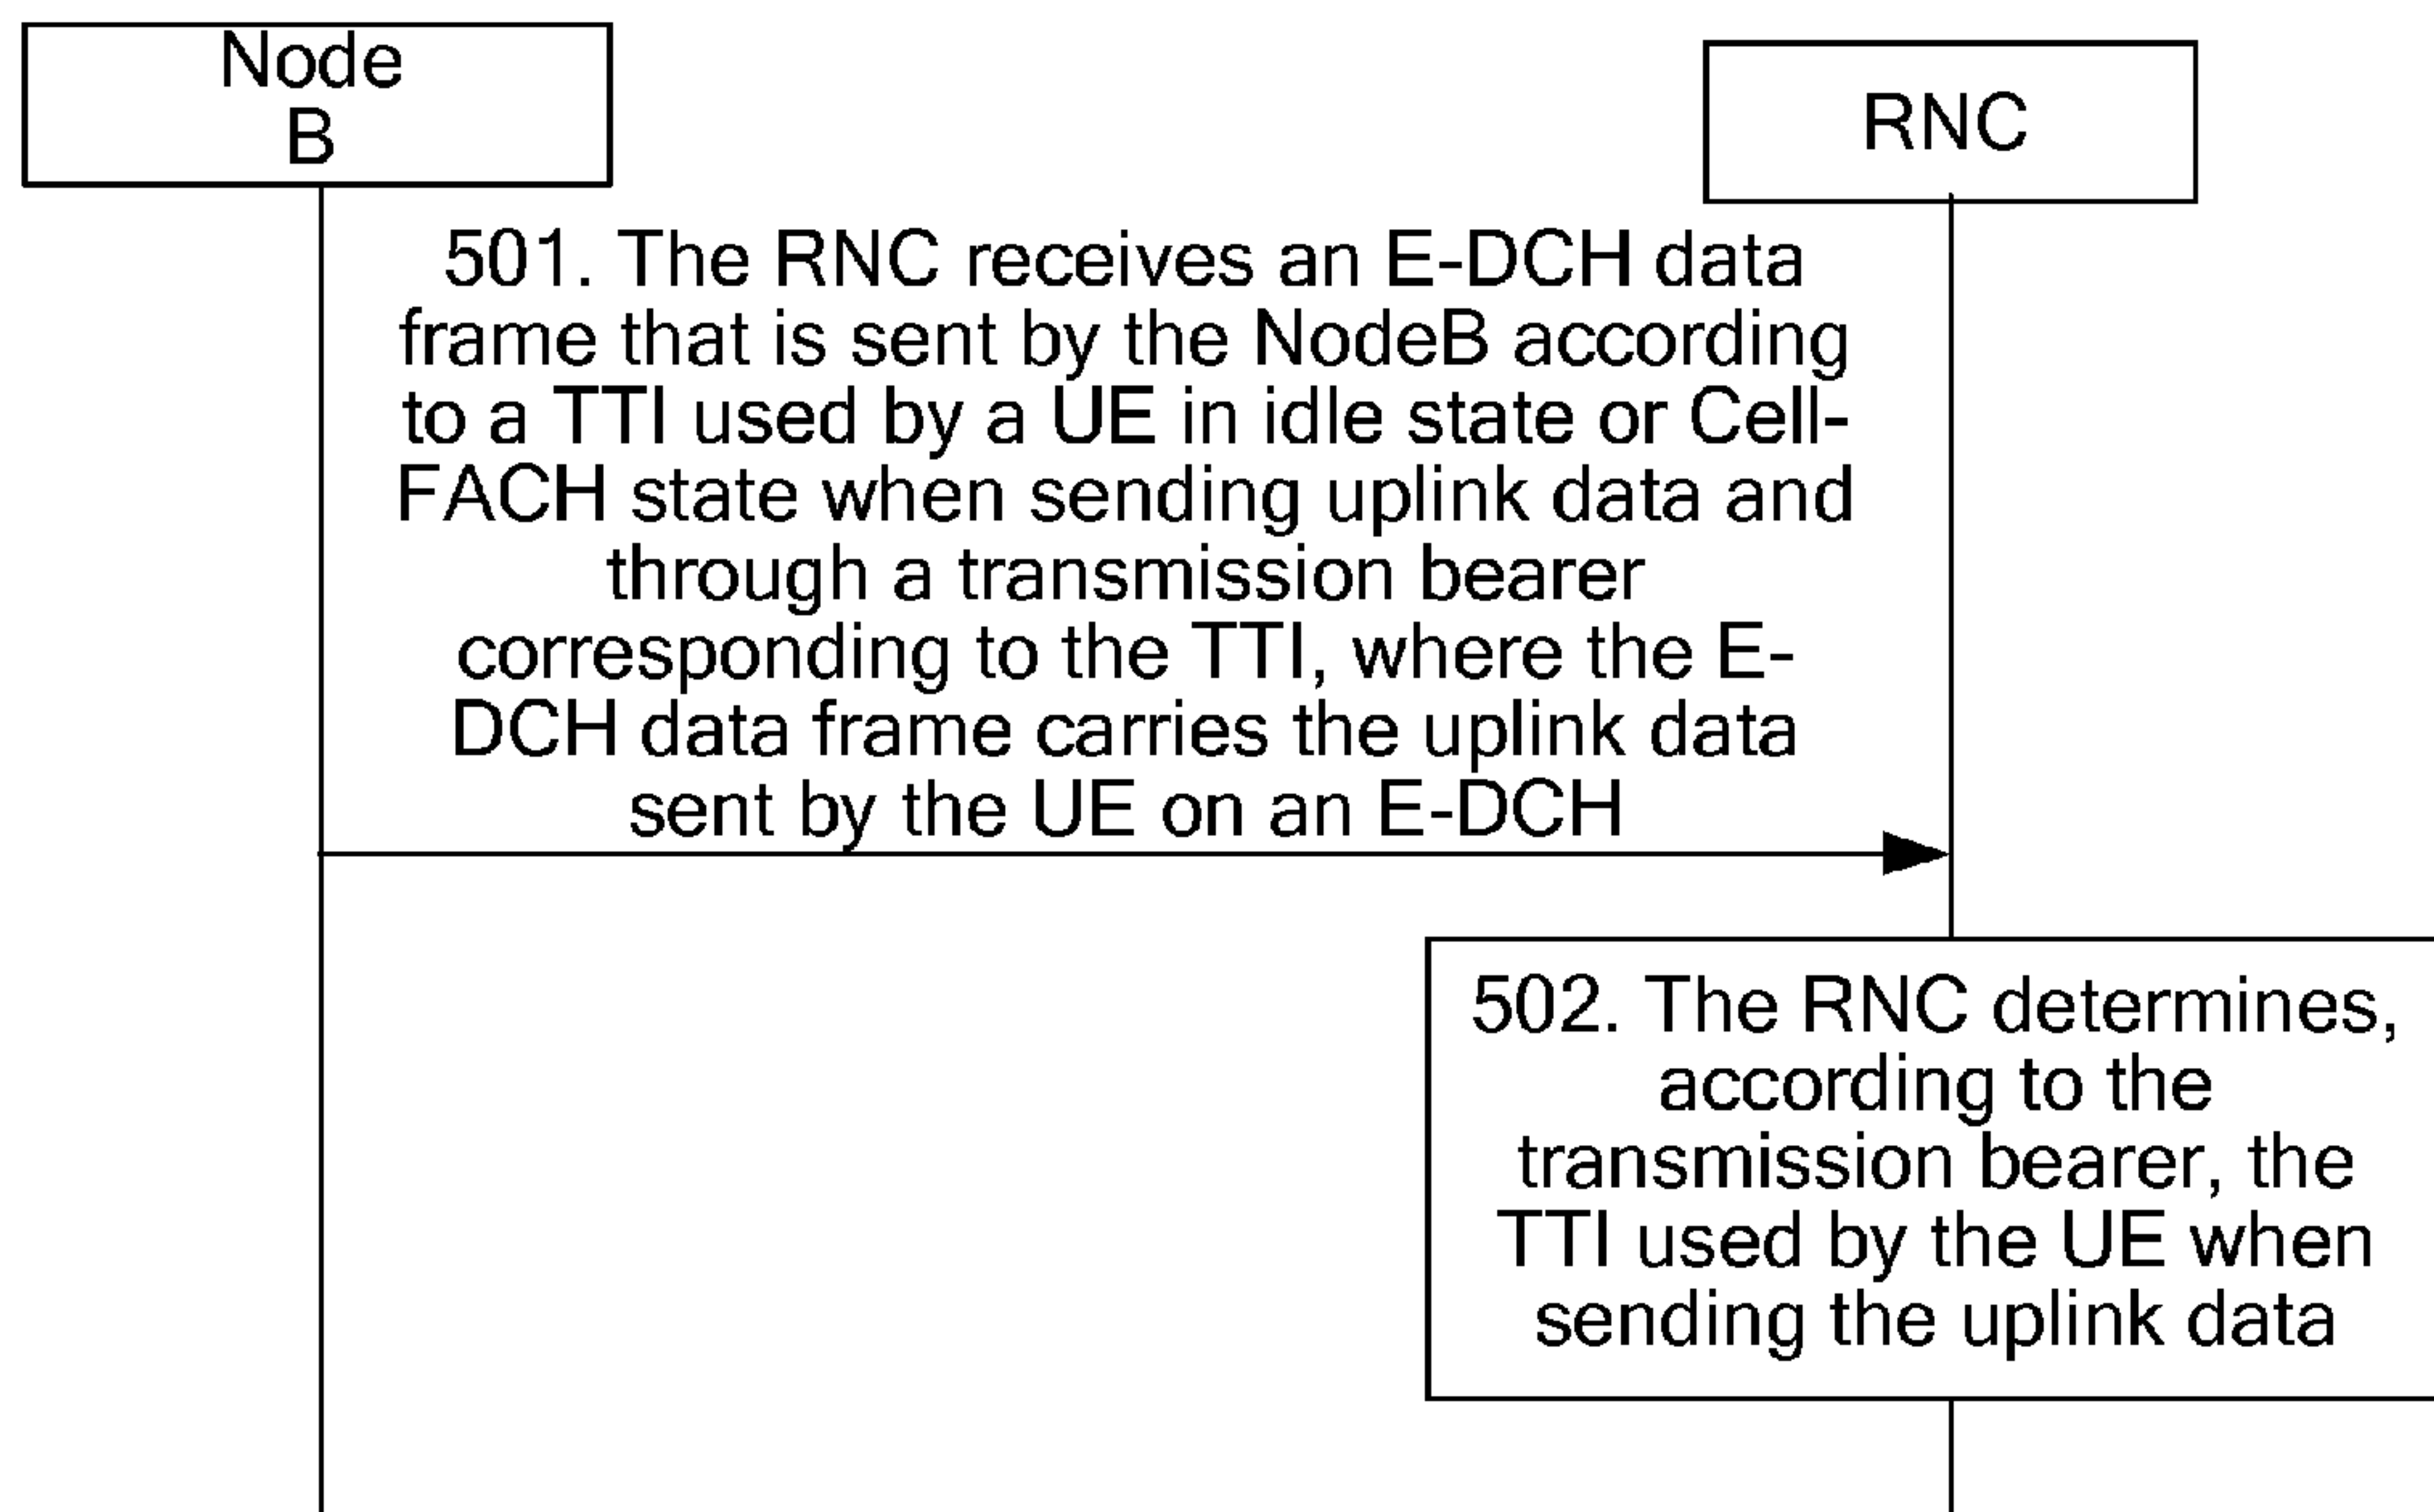 Node
B
RNC
501. The RNC receives an E-DCH data
frame that is sent by the NodeB according
to a TTI used by a UE in idle state or Cell-
FACH state when sending uplink data and
through a transmission bearer
corresponding to the TTI, where the E-
DCH data frame carries the uplink data
sent by the UE on an E-DCH
502. The RNC determines,
according to the
transmission bearer, the
TTI used by the UE when
sending the uplink data